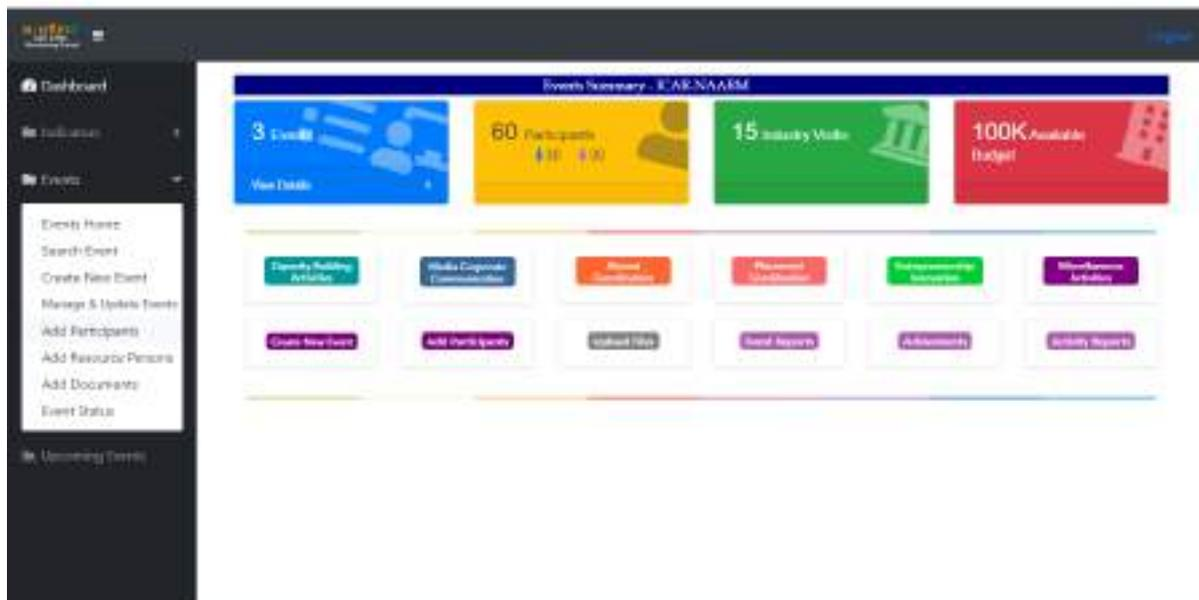 Dashboard
Events
Events Home
Search Event
Create New Event
Manage & Update Events
Add Participants
Add Resource Persons
Add Documents
Event Status
Upcoming Events
Logout
Events Summary - ICAR-NAARM
3 Events
View Details
60 Participants
30 30
15 Industry Visits
100K Available
Budget
Capacity Building
Activities
Media Corporate
Communication
Placement
Miscellaneous
Activities
Create New Event
Add Participants
Upload Files
Event Reports
Achievements
Activity Reports